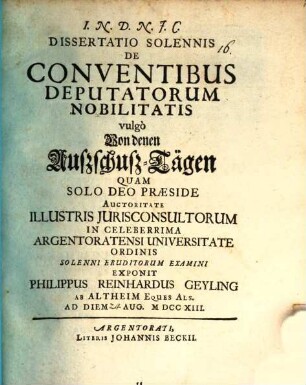 I. N. D. N. J. C.
DISSERTATIO SOLENNIS
16.
DE
CONVENTIBUS
DEPUTATORUM
NOBILITATIS
vulgò
Von denen
Auszschusz-Tägen
QUAM
SOLO DEO PRÆSIDE
AUCTORITATE
ILLUSTRIS JURISCONSULTORUM
IN CELEBERRIMA
ARGENTORATENSI UNIVERSITATE
ORDINIS
SOLENNI ERUDITORUM EXAMINI
EXPONIT
PHILIPPUS REINHARDUS GEYLING
AB ALTHEIM EQUES ALS.
AD DIEM AUG. M DCC XIII.
ARGENTORATI,
LITERIS JOHANNIS BECKII.